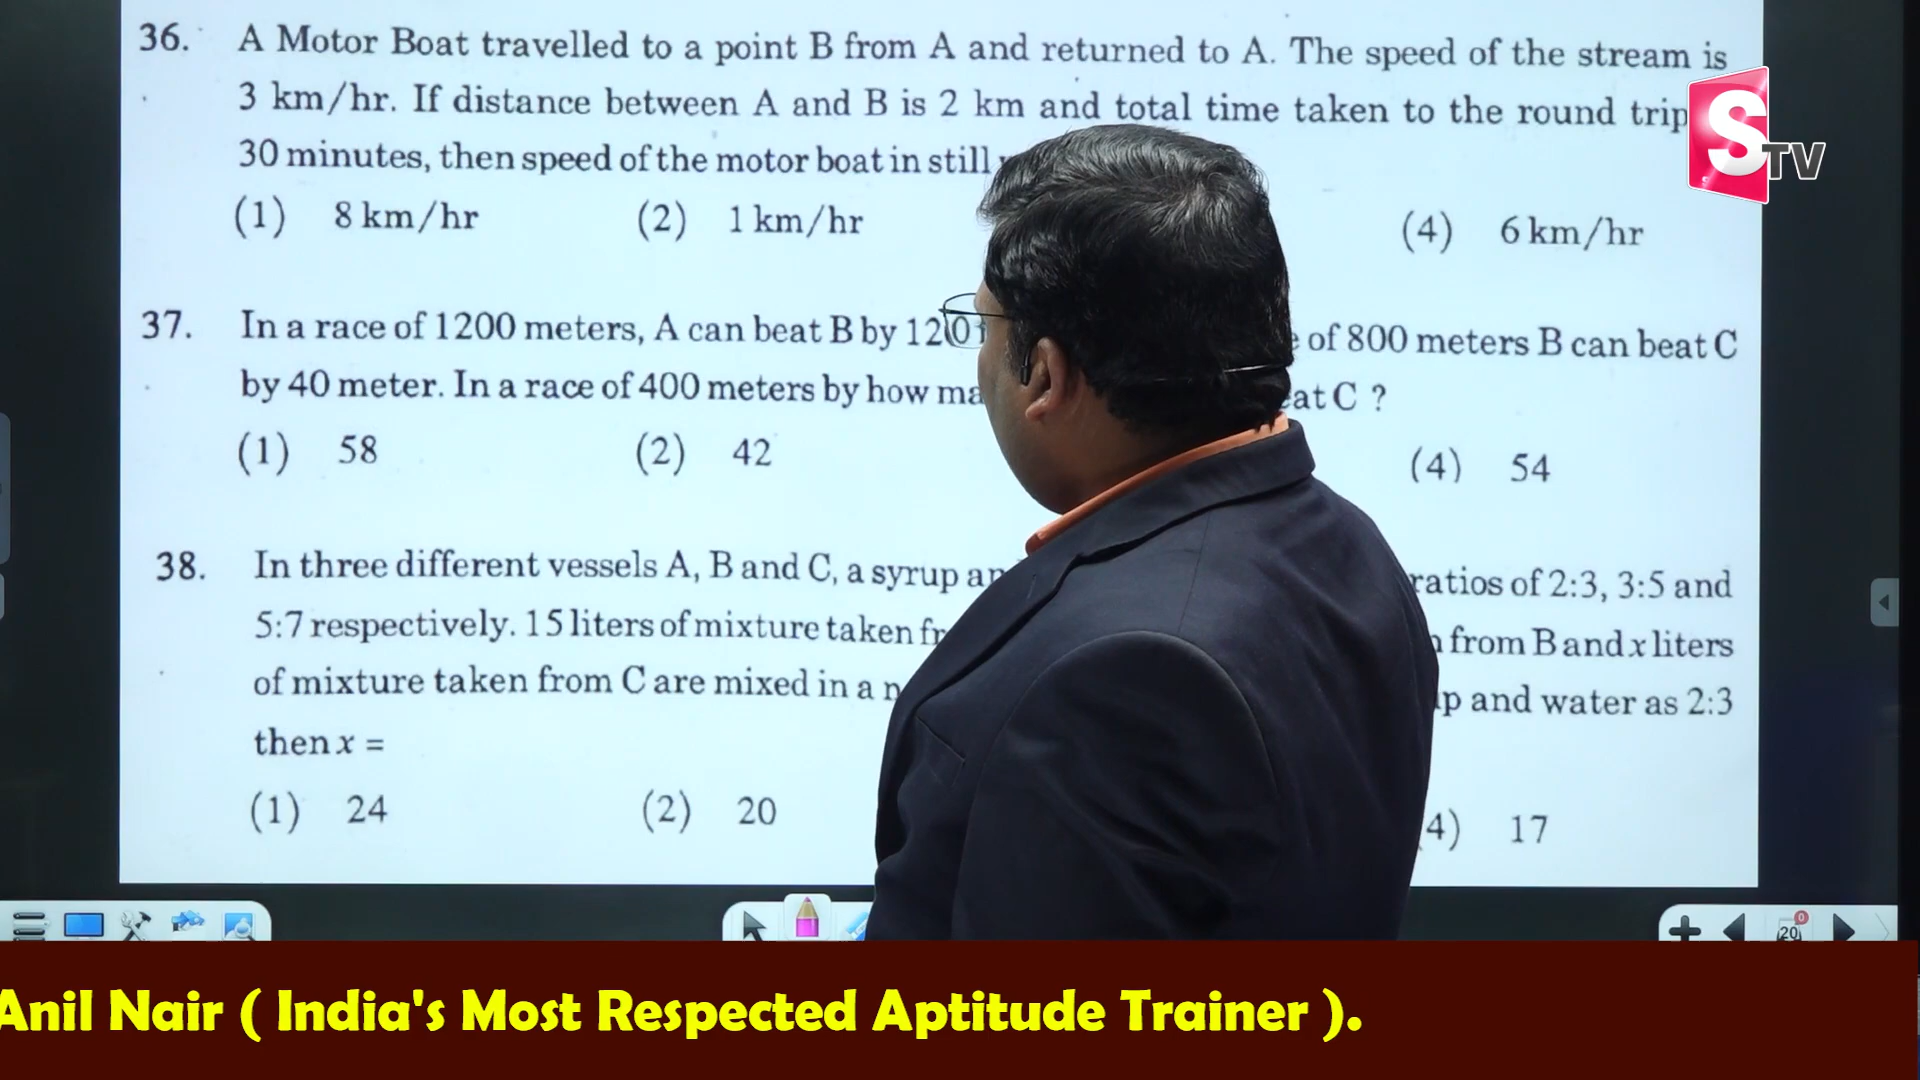 36. A Motor Boat travelled to a point B from A and returned to A. The speed of the stream is
3 km/hr. If distance between A and B is 2 km and total time taken to the round trip
30 minutes, then speed of the motor boat in still
(1) 8 km/hr (2) 1 km/hr (4) 6 km/hr
37. In a race of 1200 meters, A can beat B by 120 of 800 meters B can beat C
by 40 meter. In a race of 400 meters by how C ?
(1) 58 (2) 42 (4) 54
38. In three different vessels A, B and C, a syrup ratios of 2:3, 3:5 and
5:7 respectively. 15 liters of mixture taken from B and x liters
of mixture taken from C are mixed in a and water as 2:3
then x =
(1) 24 (2) 20 4) 17
S TV
20
0
Anil Nair ( India's Most Respected Aptitude Trainer ).